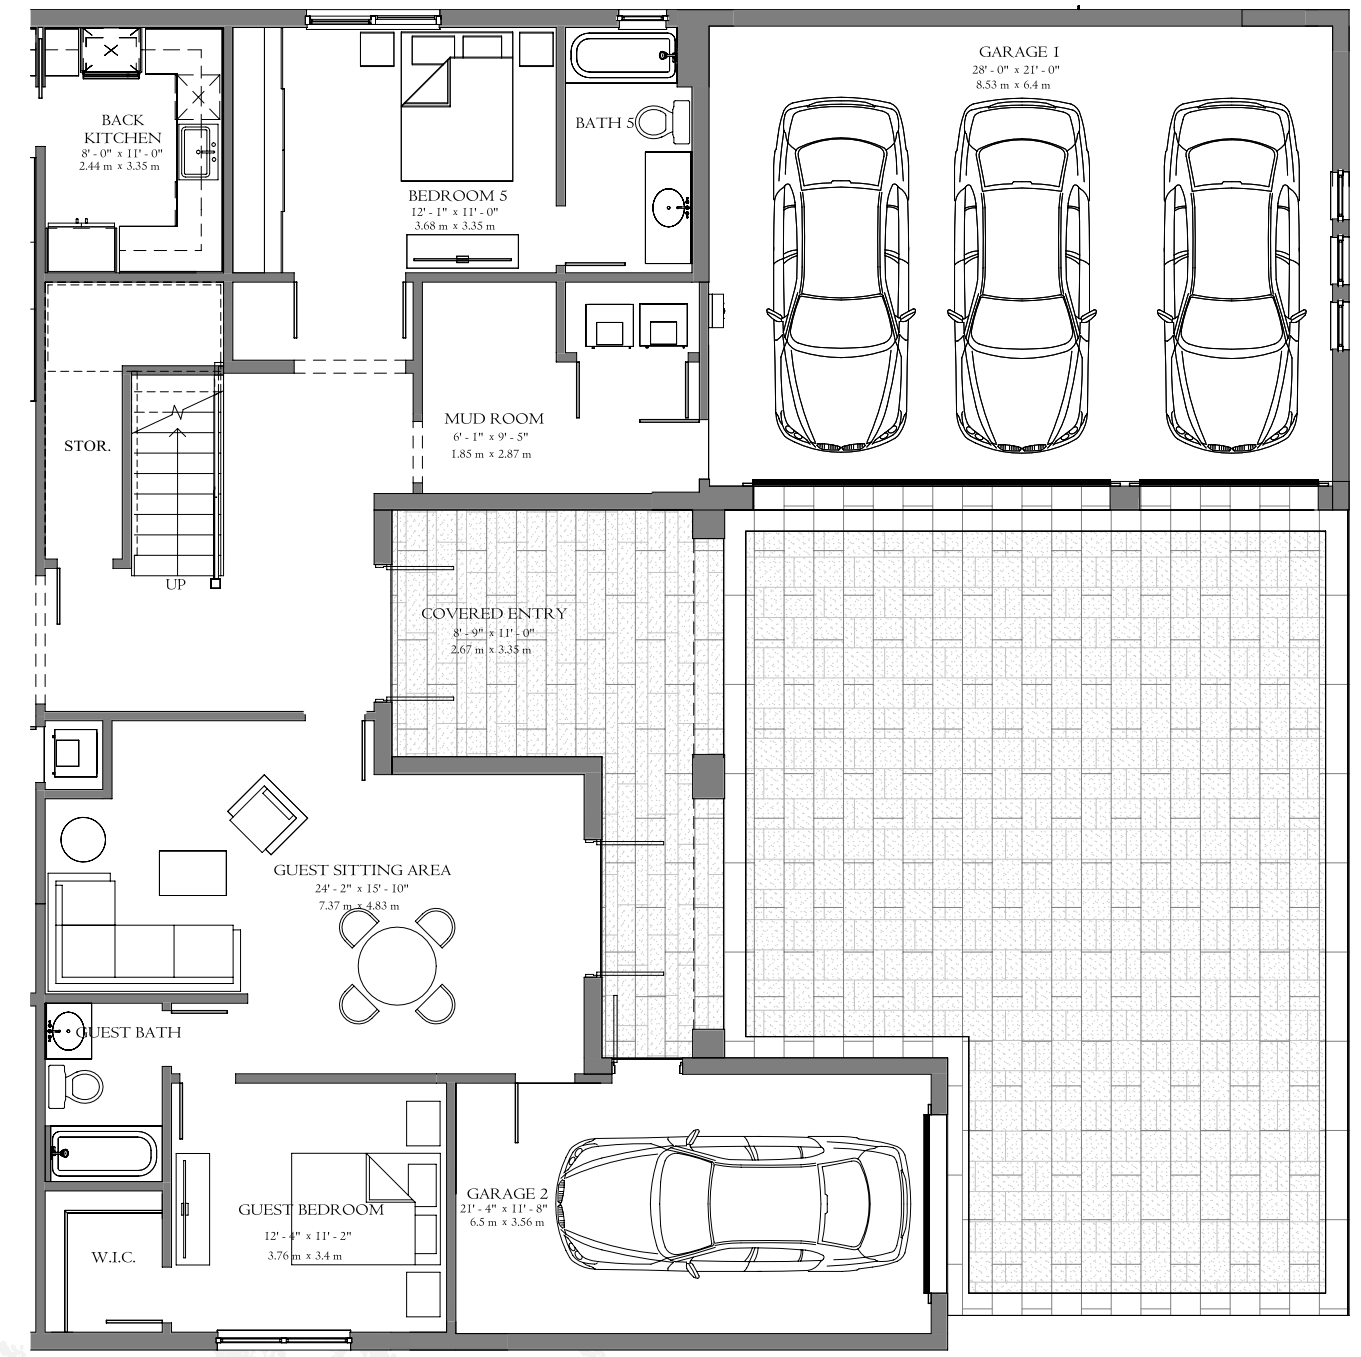 GARAGE 1
28' - 0" x 21' - 0"
8.53 m x 6.4 m
BACK
KITCHEN
8' - 0" x 11' - 0"
2.44 m x 3.35 m
BATH 5
BEDROOM 5
12' - 1" x 11' - 0"
3.68 m x 3.35 m
MUD ROOM
6' - 1" x 9' - 5"
1.85 m x 2.87 m
STOR.
UP
COVERED ENTRY
8' - 9" x 11' - 0"
2.67 m x 3.35 m
GUEST SITTING AREA
24' - 2" x 15' - 10"
7.37 m x 4.83 m
GUEST BATH
GARAGE 2
21' - 4" x 11' - 8"
6.5 m x 3.56 m
GUEST BEDROOM
12' - 4" x 11' - 2"
3.76 m x 3.4 m
W.I.C.